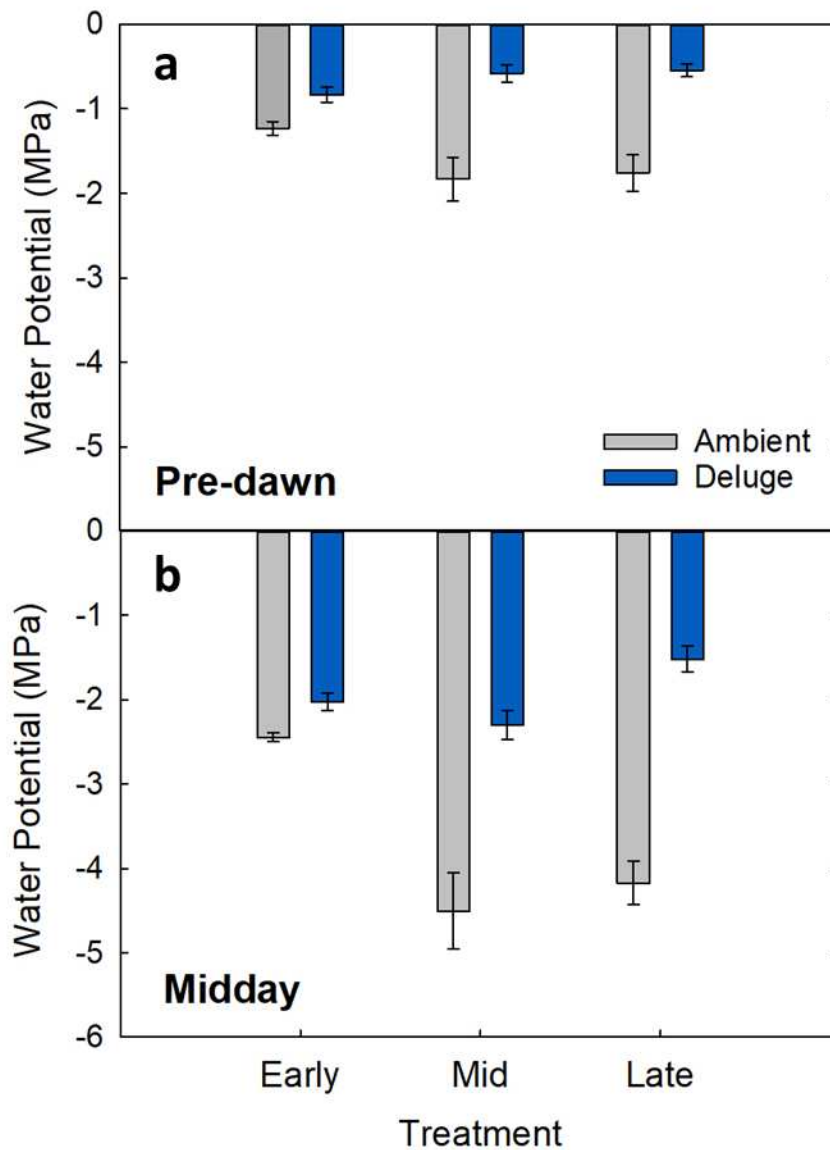 0
a
-1
-2
-3
-4
-5
Water Potential (MPa)
Ambient
Deluge
Pre-dawn
0
b
-1
-2
-3
-4
-5
-6
Water Potential (MPa)
Midday
Early Mid Late
Treatment